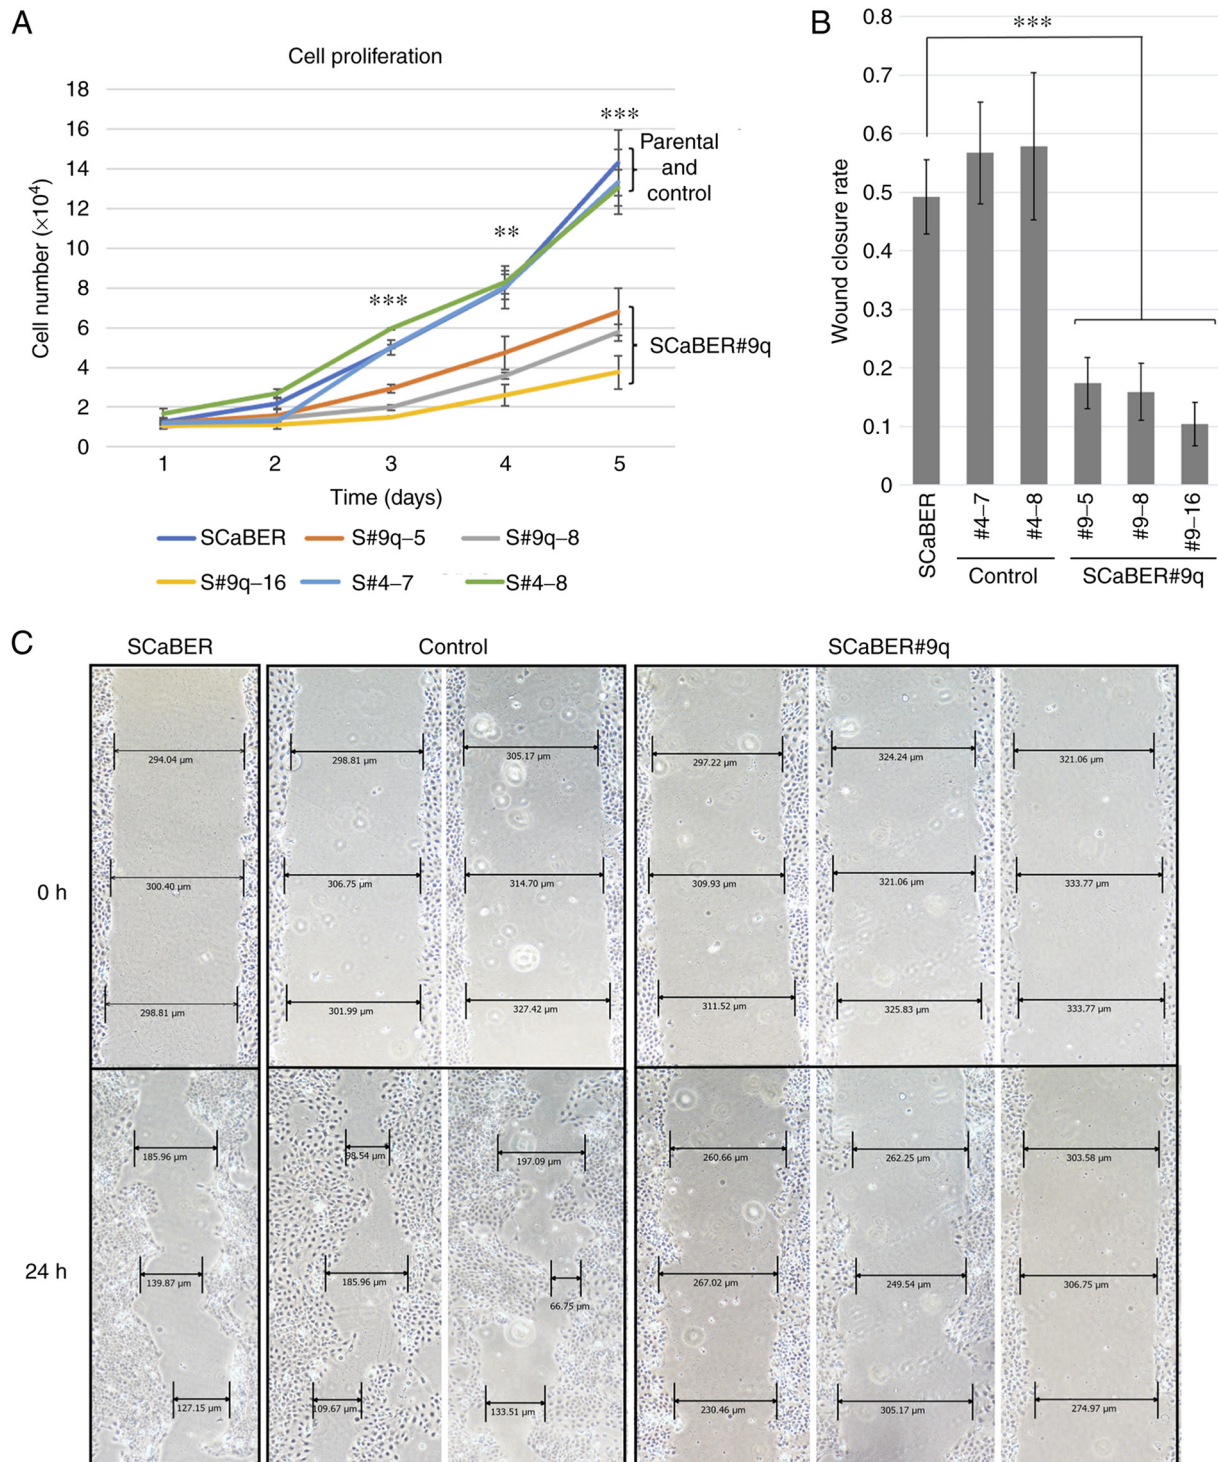 A
Cell proliferation
18
16
14
12
10
8
6
4
2
0
Cell number (×10⁴)
***
**
***
Parental
and
control
SCaBER#9q
1 2 3 4 5
Time (days)
SCaBER S#9q–5 S#9q–8
S#9q–16 S#4–7 S#4–8
B
0.8
0.7
0.6
0.5
0.4
0.3
0.2
0.1
0
Wound closure rate
***
SCaBER #4–7 #4–8 #9–5 #9–8 #9–16
Control SCaBER#9q
C
SCaBER Control SCaBER#9q
0 h
294.04 µm 298.81 µm 305.17 µm 297.22 µm 324.24 µm 321.06 µm
300.40 µm 306.75 µm 314.70 µm 309.93 µm 321.06 µm 333.77 µm
298.81 µm 301.99 µm 327.42 µm 311.52 µm 325.83 µm 333.77 µm
24 h
185.96 µm 98.54 µm 197.09 µm 260.66 µm 262.25 µm 303.58 µm
139.87 µm 185.96 µm 66.75 µm 267.02 µm 249.54 µm 306.75 µm
127.15 µm 109.67 µm 133.51 µm 230.46 µm 305.17 µm 274.97 µm